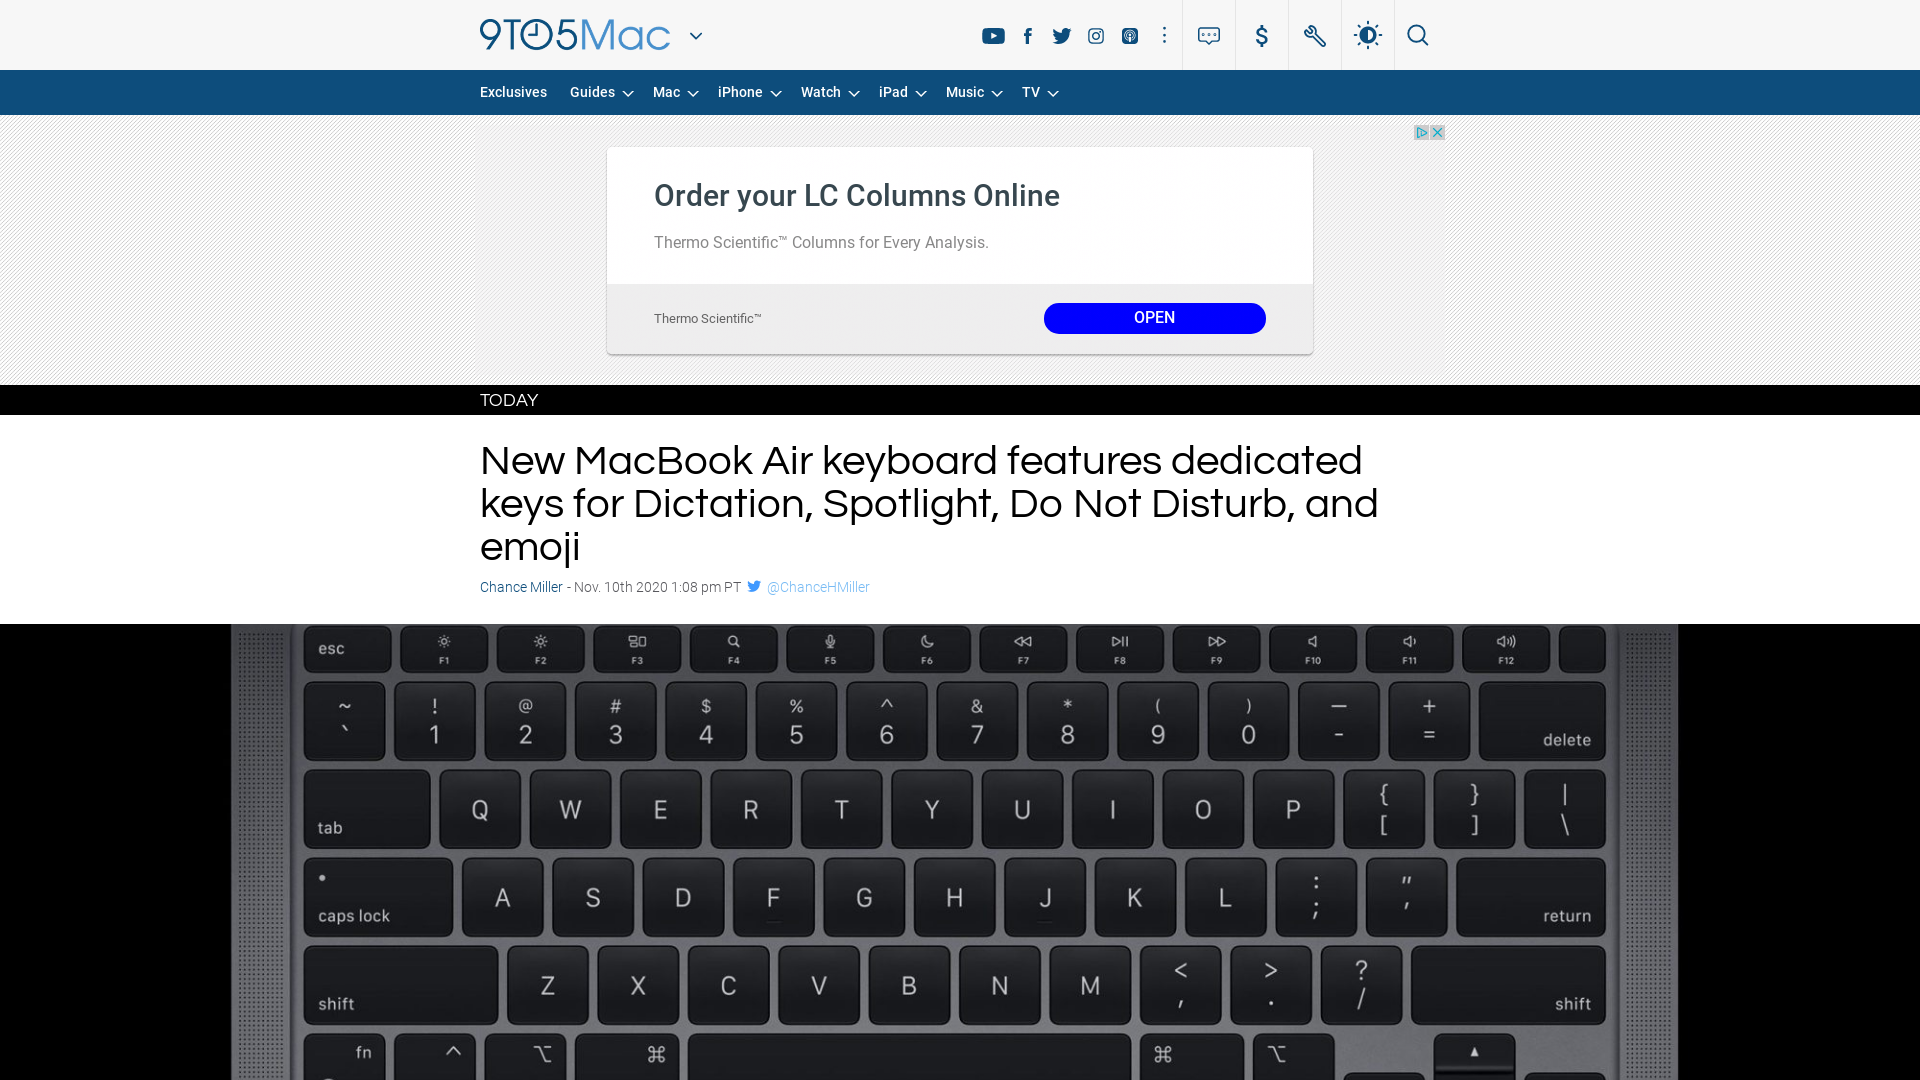 9TO5Mac
Exclusives Guides Mac iPhone Watch iPad Music TV
Order your LC Columns Online
Thermo Scientific™ Columns for Every Analysis.
Thermo Scientific™ OPEN
TODAY
New MacBook Air keyboard features dedicated
keys for Dictation, Spotlight, Do Not Disturb, and
emoji
Chance Miller - Nov. 10th 2020 1:08 pm PT @ChanceHMiller
esc F1 F2 F3 F4 F5 F6 F7 F8 F9 F10 F11 F12
~ ! @ # $ % ^ & * ( ) — +
` 1 2 3 4 5 6 7 8 9 0 - = delete
tab Q W E R T Y U I O P { [ } ] | \
caps lock A S D F G H J K L : ; " ' return
shift Z X C V B N M < , > . ? / shift
fn ^ ⌥ ⌘ ⌘ ⌥ ▲